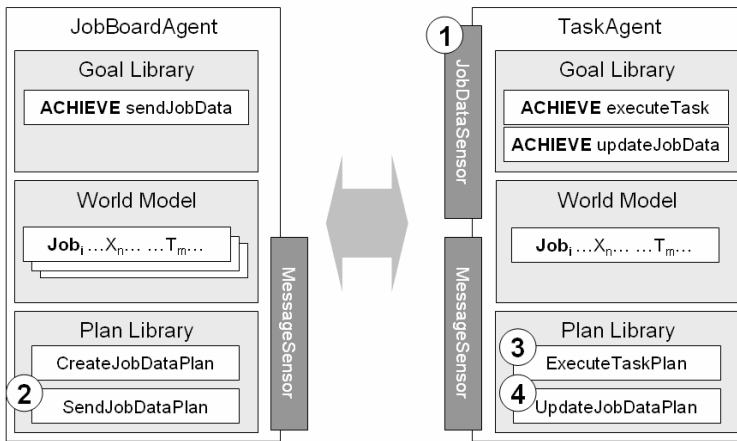 JobBoardAgent
Goal Library
ACHIEVE sendJobData
World Model
Jobi ...Xn... ...Tm...
Plan Library
CreateJobDataPlan
2
SendJobDataPlan
MessageSensor
1
JobDataSensor
MessageSensor
TaskAgent
Goal Library
ACHIEVE executeTask
ACHIEVE updateJobData
World Model
Jobi ...Xn... ...Tm...
Plan Library
3
ExecuteTaskPlan
4
UpdateJobDataPlan